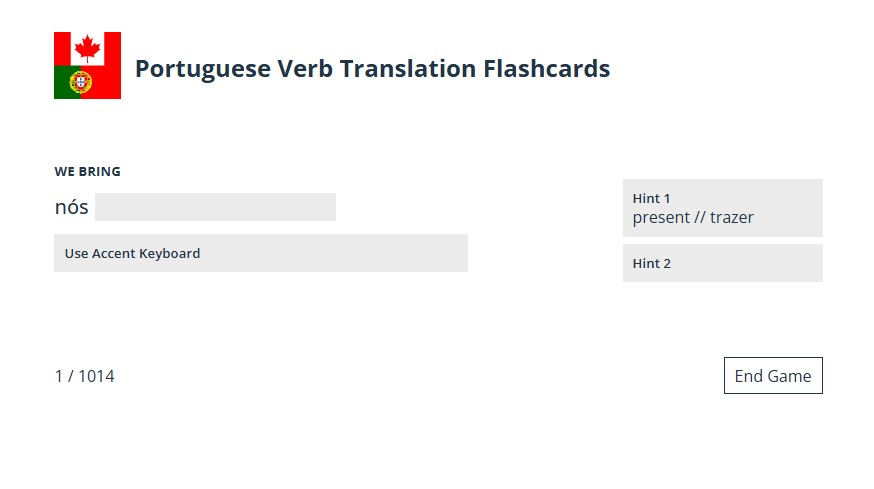 Portuguese Verb Translation Flashcards
WE BRING
nós
Use Accent Keyboard
Hint 1
present // trazer
Hint 2
1 / 1014
End Game